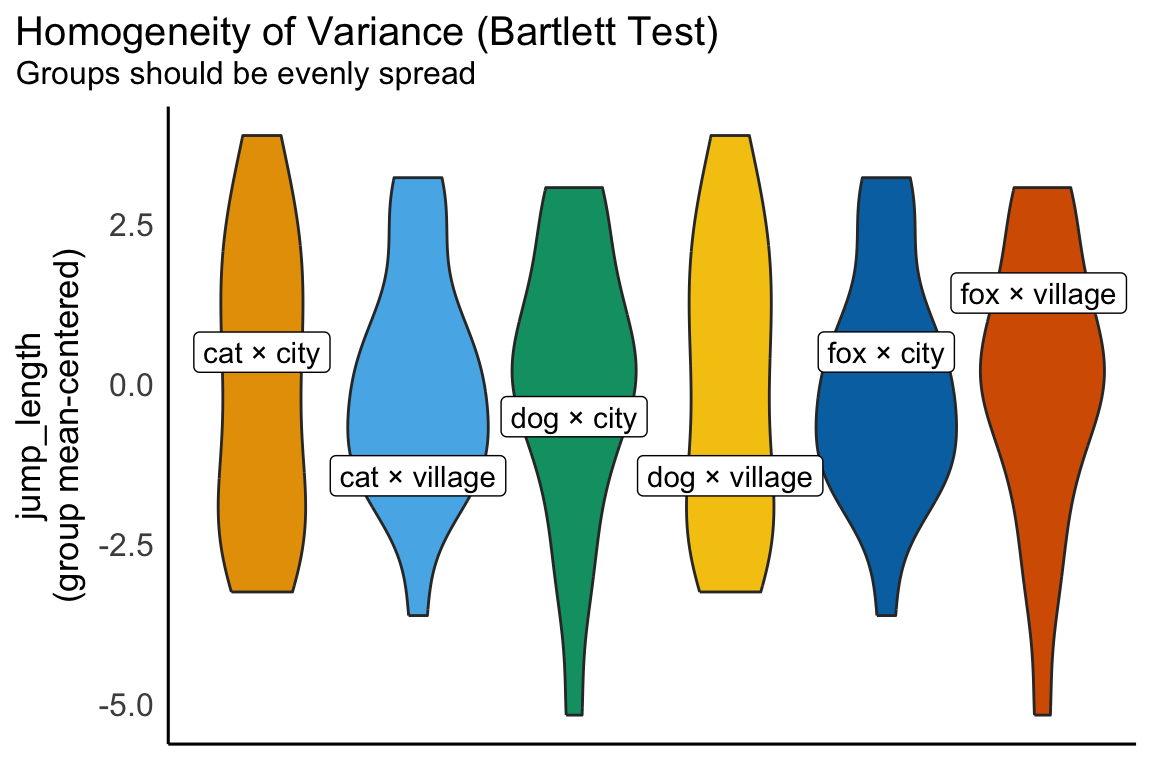 Homogeneity of Variance (Bartlett Test)
Groups should be evenly spread
jump_length
(group mean-centered)
2.5
0.0
-2.5
-5.0
cat × city
cat × village
dog × city
dog × village
fox × city
fox × village